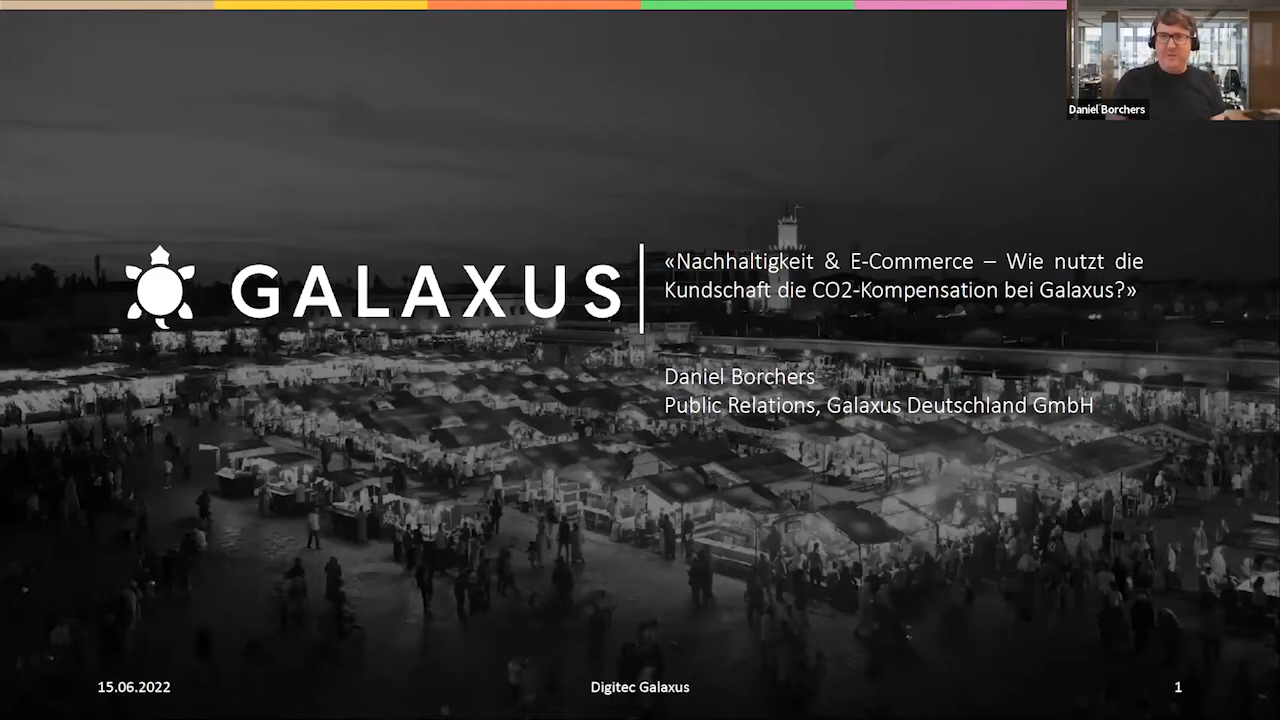 Daniel Borchers
GALAXUS
«Nachhaltigkeit & E-Commerce – Wie nutzt die
Kundschaft die CO2-Kompensation bei Galaxus?»
Daniel Borchers
Public Relations, Galaxus Deutschland GmbH
15.06.2022
Digitec Galaxus
1